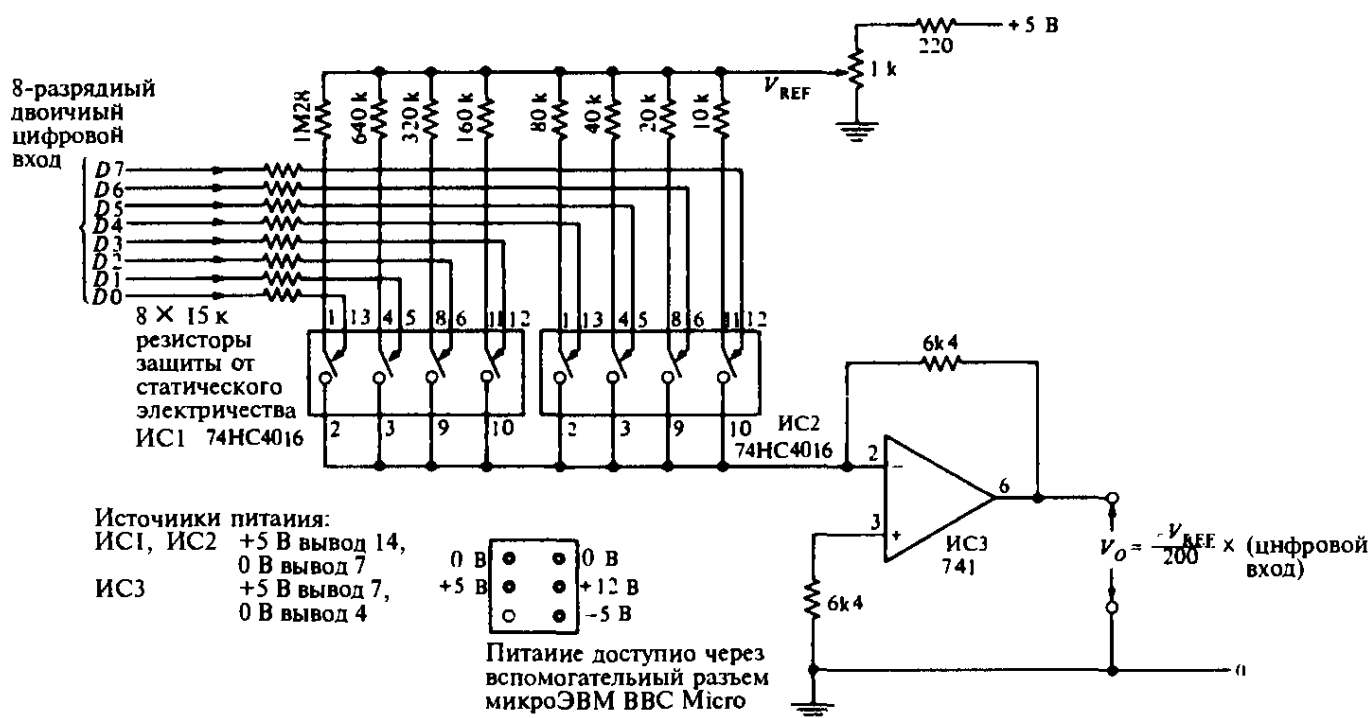 +5 В
220
1 k
V REF
8-разрядный
двоичный
цифровой
вход
1M28
640 k
320 k
160 k
80 k
40 k
20 k
10 k
D7
D6
D5
D4
D3
D2
D1
D0
8 × 15 к
резисторы
защиты от
статического
электричества
1 13 4 5 8 6 11 12
1 13 4 5 8 6 11 12
2 3 9 10
2 3 9 10
ИС1 74HC4016
ИС2
74HC4016
6k4
2
−
3
+
6
ИС3
741
6k4
V O = −V REF / 200 × (цифровой
вход)
0
Источники питания:
ИС1, ИС2 +5 В вывод 14,
0 В вывод 7
ИС3 +5 В вывод 7,
0 В вывод 4
0 В 0 В
+5 В +12 В
−5 В
Питание доступно через
вспомогательный разъем
микроЭВМ BBC Micro